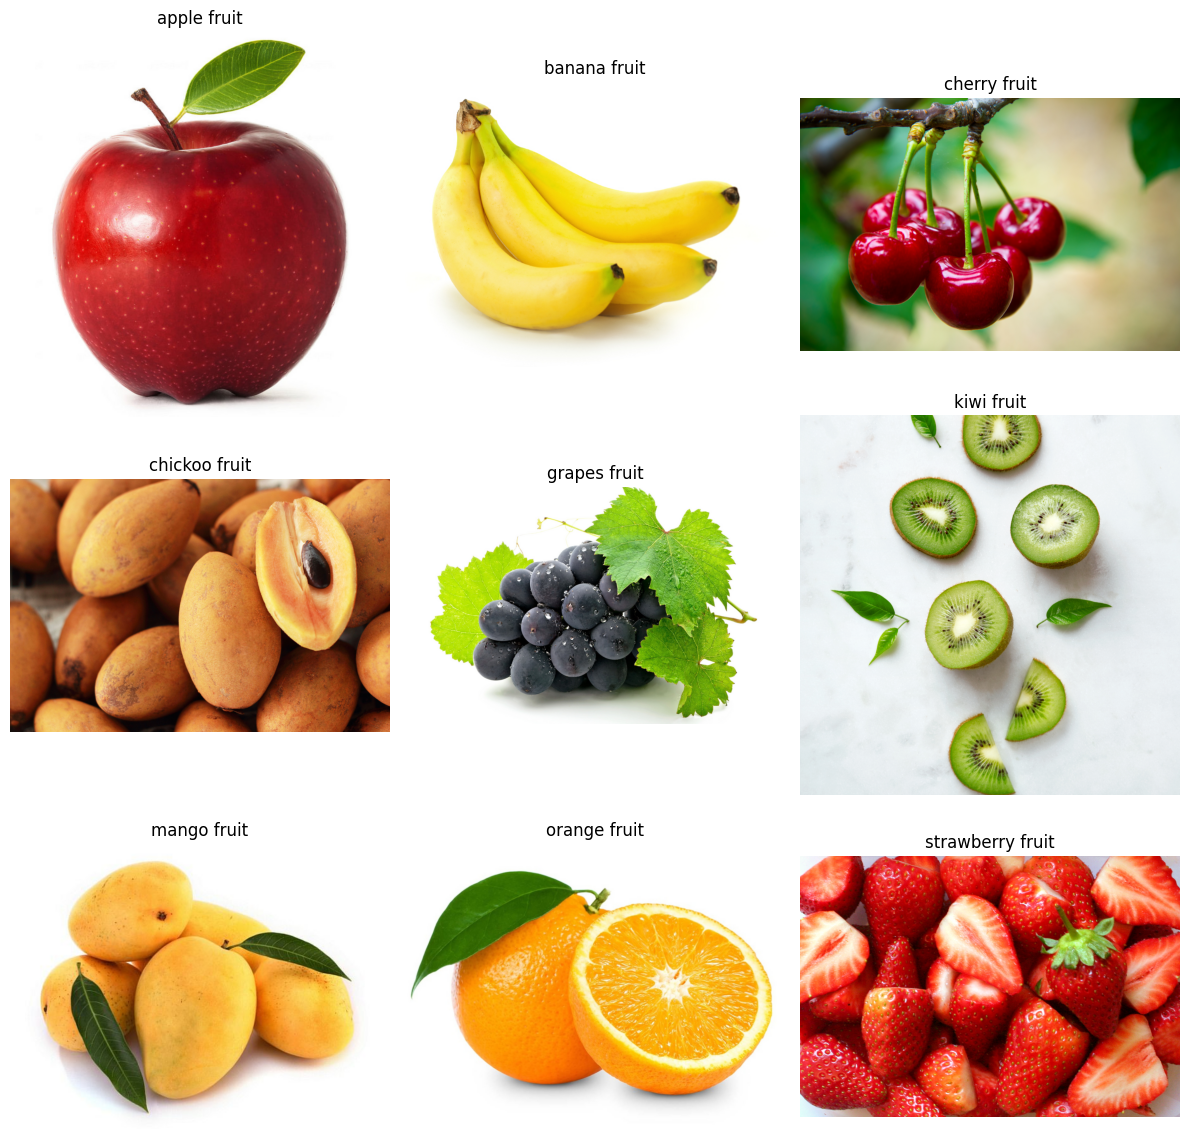 apple fruit
banana fruit
cherry fruit
chickoo fruit
grapes fruit
kiwi fruit
mango fruit
orange fruit
strawberry fruit